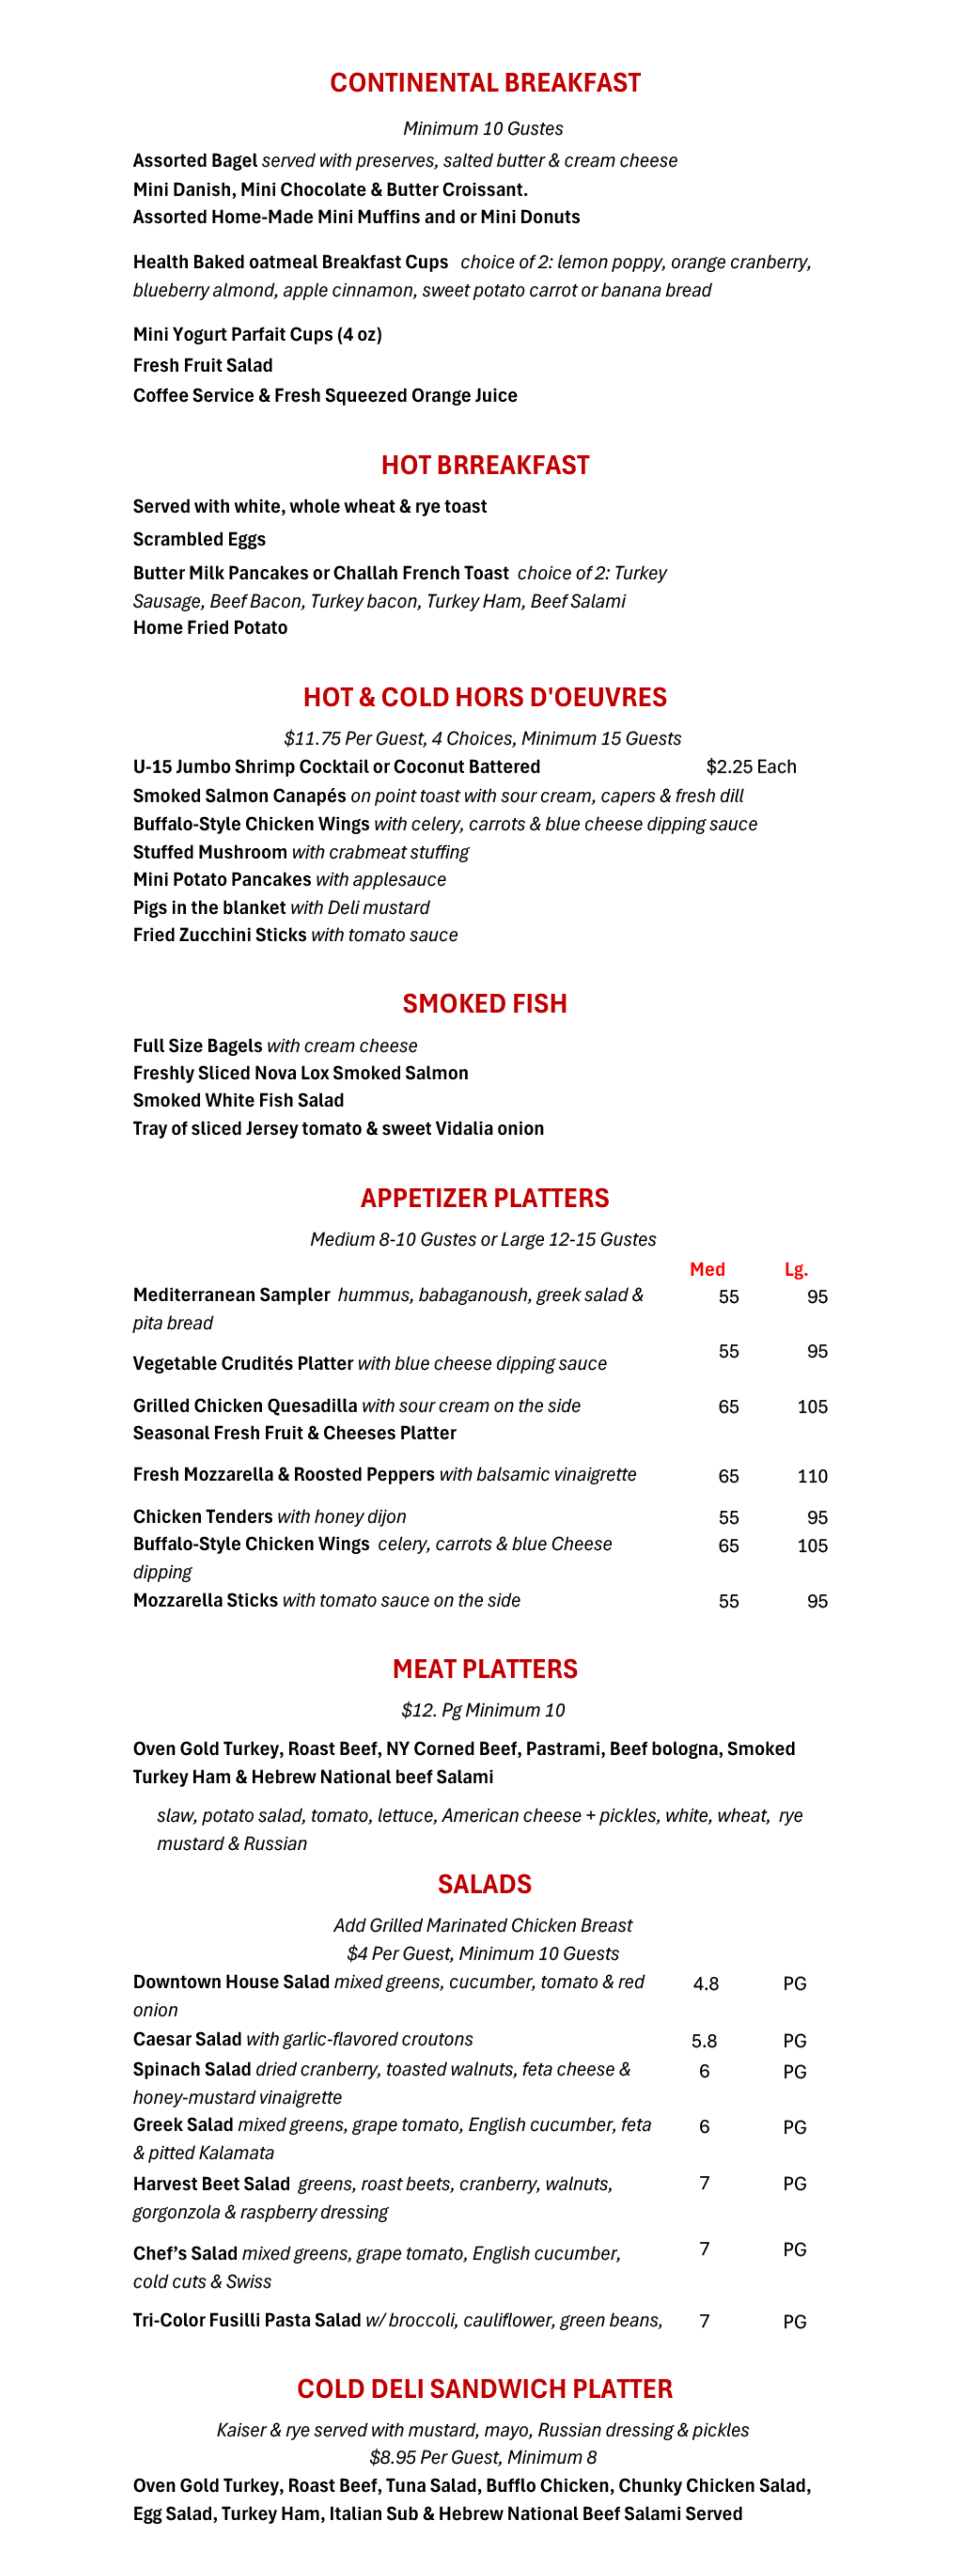 CONTINENTAL BREAKFAST
Minimum 10 Gustes
Assorted Bagel served with preserves, salted butter & cream cheese
Mini Danish, Mini Chocolate & Butter Croissant.
Assorted Home-Made Mini Muffins and or Mini Donuts
Health Baked oatmeal Breakfast Cups choice of 2: lemon poppy, orange cranberry,
blueberry almond, apple cinnamon, sweet potato carrot or banana bread
Mini Yogurt Parfait Cups (4 oz)
Fresh Fruit Salad
Coffee Service & Fresh Squeezed Orange Juice
HOT BRREAKFAST
Served with white, whole wheat & rye toast
Scrambled Eggs
Butter Milk Pancakes or Challah French Toast choice of 2: Turkey
Sausage, Beef Bacon, Turkey bacon, Turkey Ham, Beef Salami
Home Fried Potato
HOT & COLD HORS D'OEUVRES
$11.75 Per Guest, 4 Choices, Minimum 15 Guests
U-15 Jumbo Shrimp Cocktail or Coconut Battered $2.25 Each
Smoked Salmon Canapés on point toast with sour cream, capers & fresh dill
Buffalo-Style Chicken Wings with celery, carrots & blue cheese dipping sauce
Stuffed Mushroom with crabmeat stuffing
Mini Potato Pancakes with applesauce
Pigs in the blanket with Deli mustard
Fried Zucchini Sticks with tomato sauce
SMOKED FISH
Full Size Bagels with cream cheese
Freshly Sliced Nova Lox Smoked Salmon
Smoked White Fish Salad
Tray of sliced Jersey tomato & sweet Vidalia onion
APPETIZER PLATTERS
Medium 8-10 Gustes or Large 12-15 Gustes
Med Lg.
Mediterranean Sampler hummus, babaganoush, greek salad & 55 95
pita bread
Vegetable Crudités Platter with blue cheese dipping sauce 55 95
Grilled Chicken Quesadilla with sour cream on the side 65 105
Seasonal Fresh Fruit & Cheeses Platter
Fresh Mozzarella & Roosted Peppers with balsamic vinaigrette 65 110
Chicken Tenders with honey dijon 55 95
Buffalo-Style Chicken Wings celery, carrots & blue Cheese 65 105
dipping
Mozzarella Sticks with tomato sauce on the side 55 95
MEAT PLATTERS
$12. Pg Minimum 10
Oven Gold Turkey, Roast Beef, NY Corned Beef, Pastrami, Beef bologna, Smoked
Turkey Ham & Hebrew National beef Salami
slaw, potato salad, tomato, lettuce, American cheese + pickles, white, wheat, rye
mustard & Russian
SALADS
Add Grilled Marinated Chicken Breast
$4 Per Guest, Minimum 10 Guests
Downtown House Salad mixed greens, cucumber, tomato & red 4.8 PG
onion
Caesar Salad with garlic-flavored croutons 5.8 PG
Spinach Salad dried cranberry, toasted walnuts, feta cheese & 6 PG
honey-mustard vinaigrette
Greek Salad mixed greens, grape tomato, English cucumber, feta 6 PG
& pitted Kalamata
Harvest Beet Salad greens, roast beets, cranberry, walnuts, 7 PG
gorgonzola & raspberry dressing
Chef’s Salad mixed greens, grape tomato, English cucumber, 7 PG
cold cuts & Swiss
Tri-Color Fusilli Pasta Salad w/ broccoli, cauliflower, green beans, 7 PG
COLD DELI SANDWICH PLATTER
Kaiser & rye served with mustard, mayo, Russian dressing & pickles
$8.95 Per Guest, Minimum 8
Oven Gold Turkey, Roast Beef, Tuna Salad, Bufflo Chicken, Chunky Chicken Salad,
Egg Salad, Turkey Ham, Italian Sub & Hebrew National Beef Salami Served